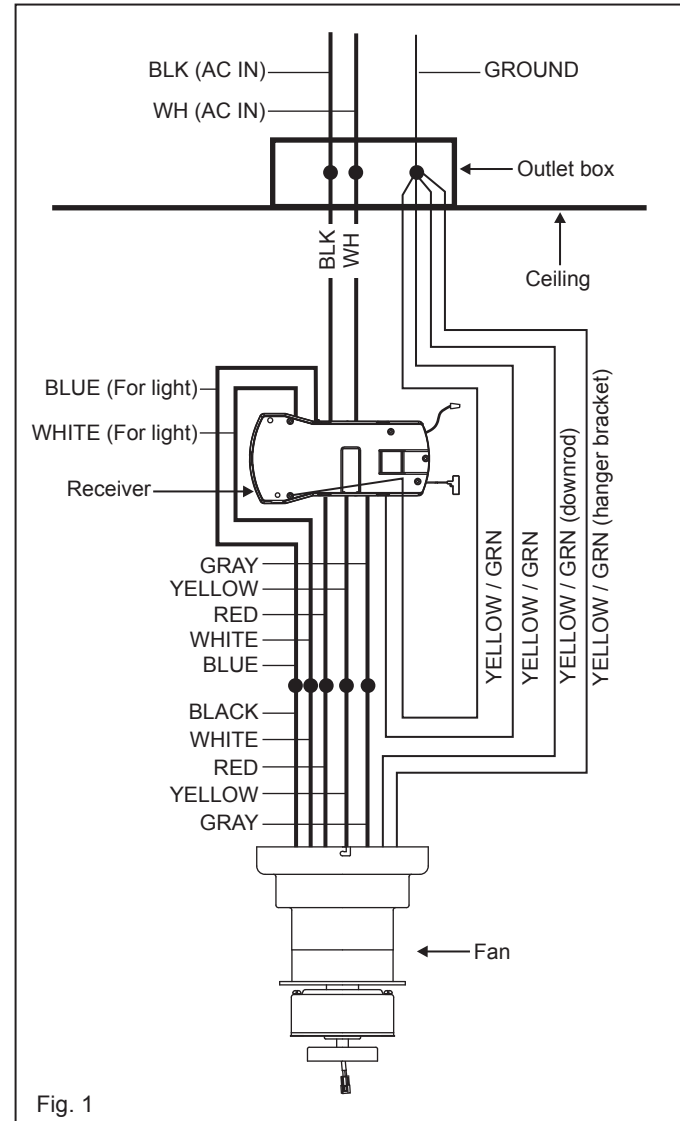 BLK (AC IN)
GROUND
WH (AC IN)
Outlet box
BLK
WH
Ceiling
BLUE (For light)
WHITE (For light)
Receiver
GRAY
YELLOW
RED
WHITE
BLUE
YELLOW / GRN
YELLOW / GRN
YELLOW / GRN (downrod)
YELLOW / GRN (hanger bracket)
BLACK
WHITE
RED
YELLOW
GRAY
Fan
Fig. 1